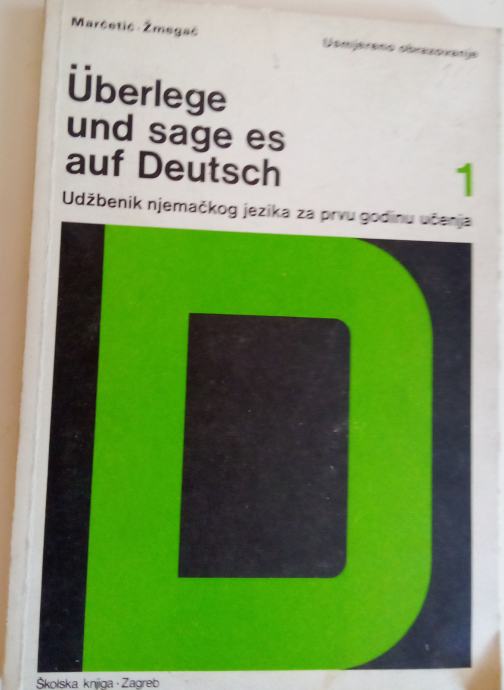 Marčetić · Žmegač
Usmjereno obrazovanje
Überlege
und sage es
auf Deutsch
1
Udžbenik njemačkog jezika za prvu godinu učenja
D
Školska knjiga · Zagreb